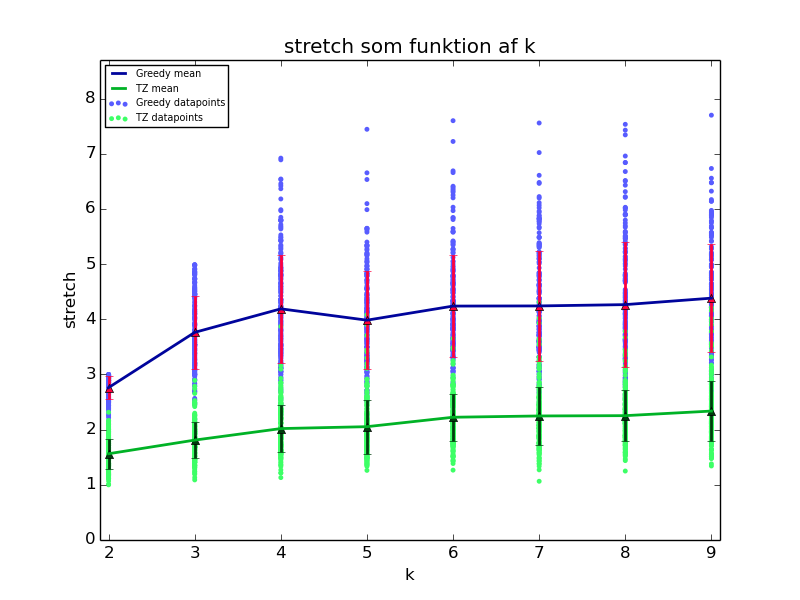 stretch som funktion af k
Greedy mean
TZ mean
Greedy datapoints
TZ datapoints
8
7
6
5
4
3
2
1
0
stretch
2 3 4 5 6 7 8 9
k